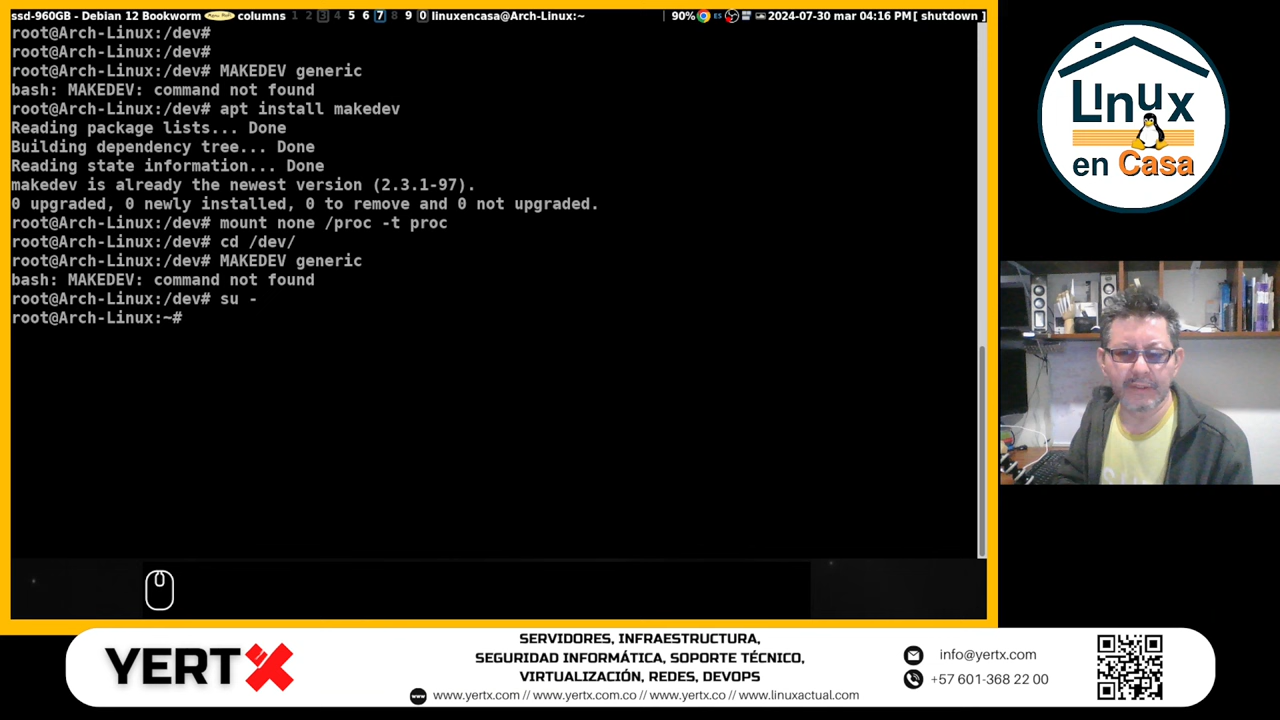 ssd-960GB - Debian 12 Bookworm columns 1 2 3 4 5 6 7 8 9 0 linuxencasa@Arch-Linux:~ 90% ES 2024-07-30 mar 04:16 PM[ shutdown ]
root@Arch-Linux:/dev#
root@Arch-Linux:/dev#
root@Arch-Linux:/dev# MAKEDEV generic
bash: MAKEDEV: command not found
root@Arch-Linux:/dev# apt install makedev
Reading package lists... Done
Building dependency tree... Done
Reading state information... Done
makedev is already the newest version (2.3.1-97).
0 upgraded, 0 newly installed, 0 to remove and 0 not upgraded.
root@Arch-Linux:/dev# mount none /proc -t proc
root@Arch-Linux:/dev# cd /dev/
root@Arch-Linux:/dev# MAKEDEV generic
bash: MAKEDEV: command not found
root@Arch-Linux:/dev# su -
root@Arch-Linux:~#
Linux
en Casa
YERTX
SERVIDORES, INFRAESTRUCTURA,
SEGURIDAD INFORMÁTICA, SOPORTE TÉCNICO,
VIRTUALIZACIÓN, REDES, DEVOPS
www.yertx.com // www.yertx.com.co // www.yertx.co // www.linuxactual.com
info@yertx.com
+57 601-368 22 00